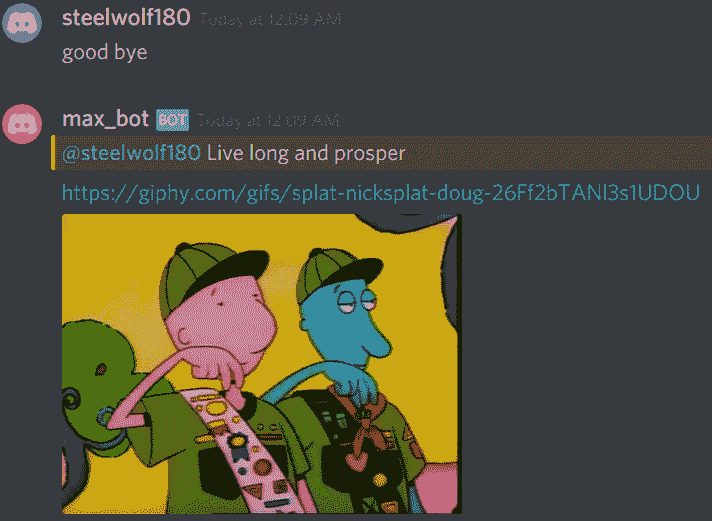 steelwolf180 Today at 12:09 AM
good bye
max_bot BOT Today at 12:09 AM
@steelwolf180 Live long and prosper
https://giphy.com/gifs/splat-nicksplat-doug-26Ff2bTANI3s1UDOU